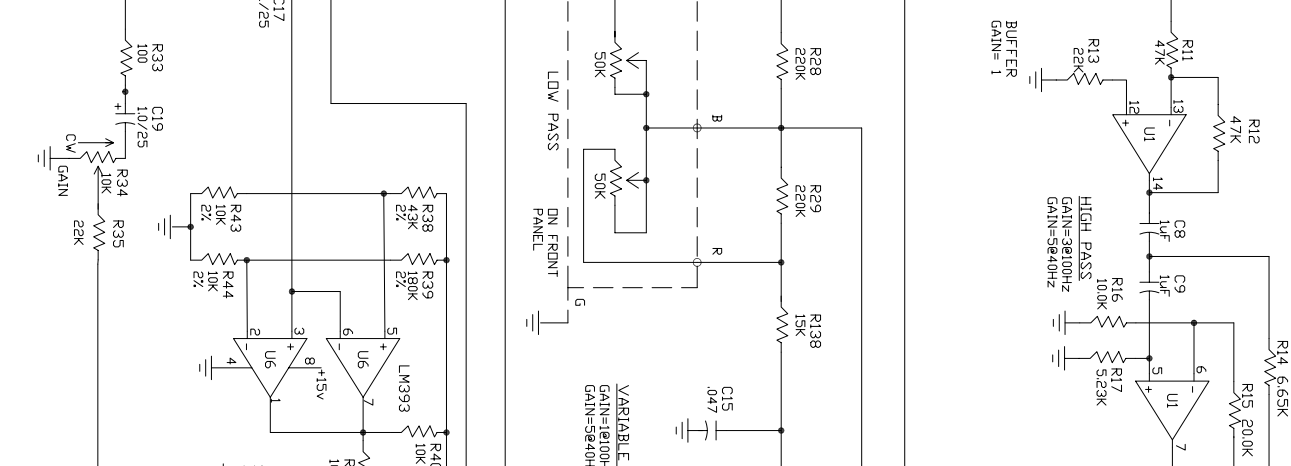 C17
/25
R33
100
+
C19
1.0/25
CW
GAIN
R34
10K
R35
22K
R43
10K
2%
R38
43K
2%
R44
10K
2%
R39
180K
2%
2
3
6
5
-
+
-
+
U6
U6
4
8
+15v
LM393
1
7
R40
10K
50K
LOW PASS
50K
ON FRONT
PANEL
B
R
G
R28
220K
R29
220K
R138
15K
C15
.047
VARIABLE
GAIN=1@100H
GAIN=5@40H
BUFFER
GAIN= 1
R13
22K
R11
47K
12
13
+
-
U1
R12
47K
14
HIGH PASS
GAIN=3@100Hz
GAIN=5@40Hz
C8
1uF
C9
1uF
R16
10.0K
R17
5.23K
5
6
+
-
U1
7
R14 6.65K
R15 20.0K